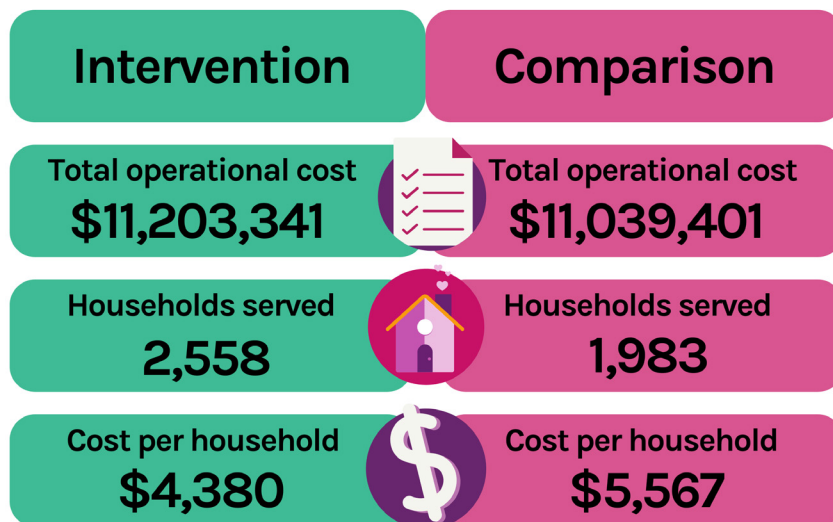 Intervention
Comparison
Total operational cost
$11,203,341
Total operational cost
$11,039,401
Households served
2,558
Households served
1,983
Cost per household
$4,380
Cost per household
$5,567